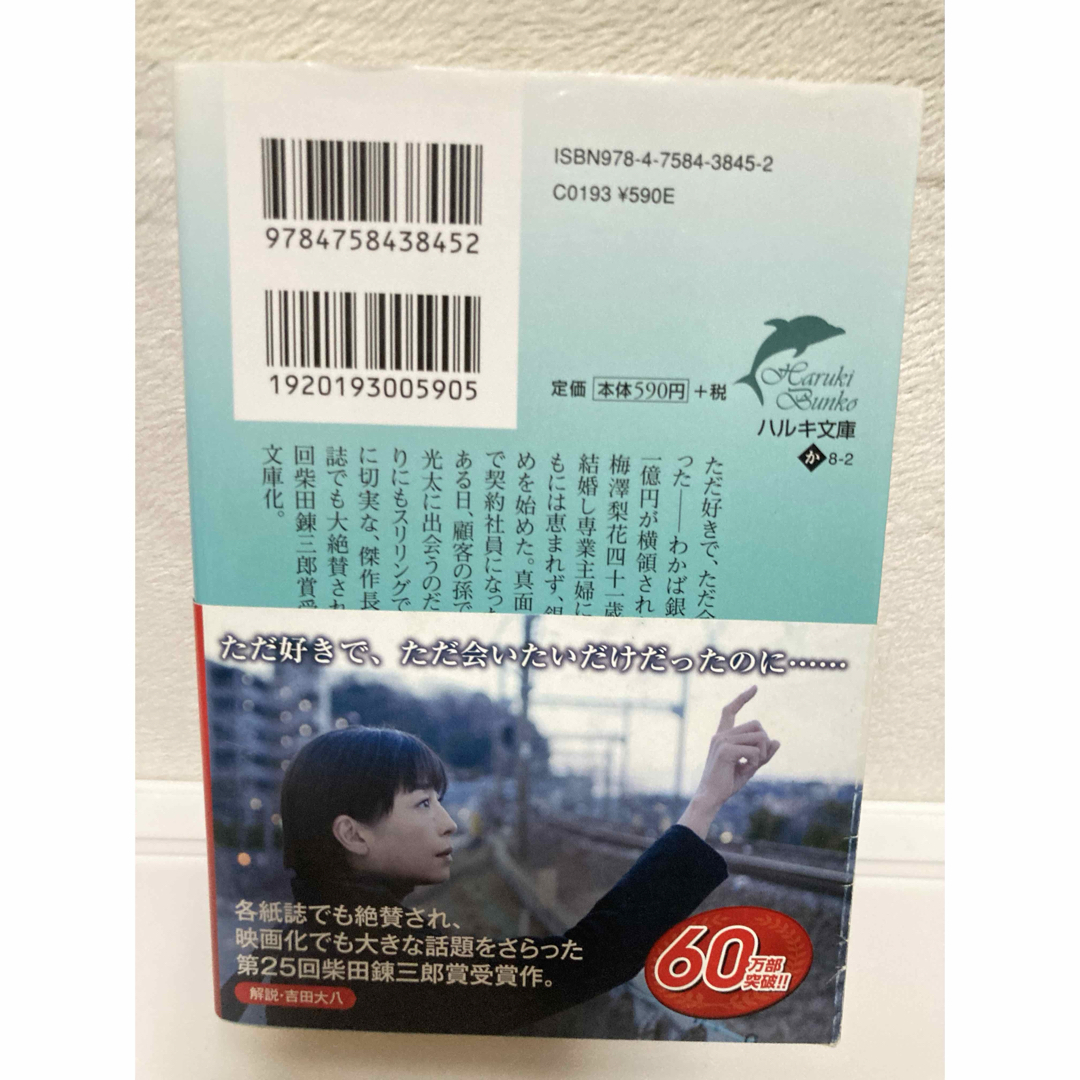 9784758438452
ISBN978-4-7584-3845-2
C0193 ¥590E
1920193005905
定価 本体590円 +税
Haruki
Bunko
ハルキ文庫
か 8-2
ただ好きで、ただ会
った――わかば銀
一億円が横領され
梅澤梨花四十一歳
結婚し専業主婦に
もには恵まれず、銀
めを始めた。真面
で契約社員になっ
ある日、顧客の孫で
光太に出会うのだ
りにもスリリングで
に切実な、傑作長
誌でも大絶賛され
回柴田錬三郎賞受
文庫化。
ただ好きで、ただ会いたいだけだったのに……
各紙誌でも絶賛され、
映画化でも大きな話題をさらった
第25回柴田錬三郎賞受賞作。
解説・吉田大八
60万部
突破!!